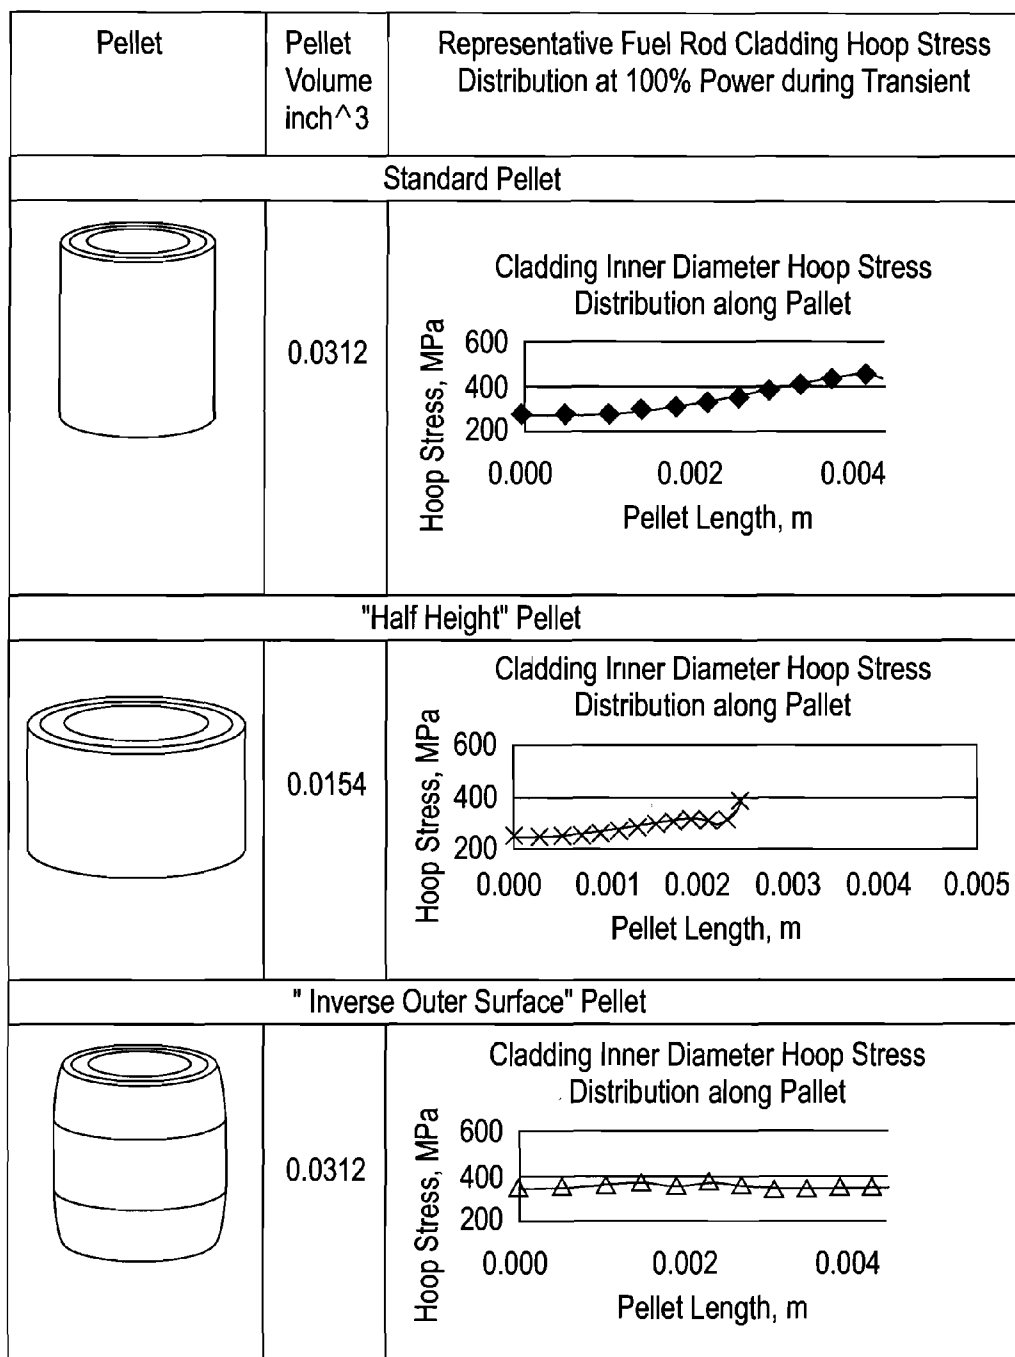 Pellet
Pellet
Volume
inch^3
Representative Fuel Rod Cladding Hoop Stress
Distribution at 100% Power during Transient
Standard Pellet
0.0312
Cladding Inner Diameter Hoop Stress
Distribution along Pallet
Hoop Stress, MPa
600
400
200
0.000 0.002 0.004
Pellet Length, m
"Half Height" Pellet
0.0154
Cladding Inner Diameter Hoop Stress
Distribution along Pallet
Hoop Stress, MPa
600
400
200
0.000 0.001 0.002 0.003 0.004 0.005
Pellet Length, m
" Inverse Outer Surface" Pellet
0.0312
Cladding Inner Diameter Hoop Stress
Distribution along Pallet
Hoop Stress, MPa
600
400
200
0.000 0.002 0.004
Pellet Length, m